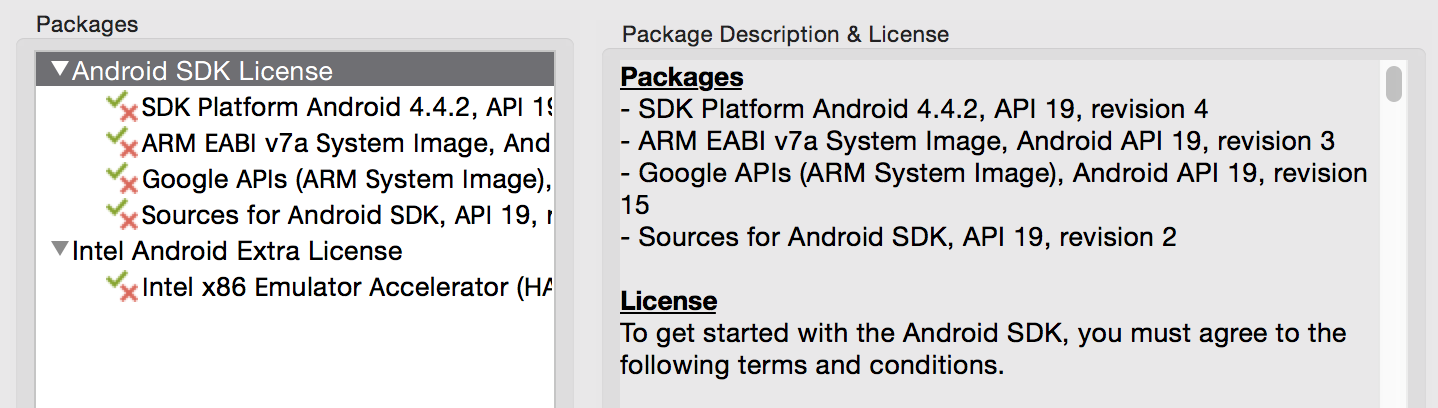 Packages
Android SDK License
SDK Platform Android 4.4.2, API 19
ARM EABI v7a System Image, And
Google APIs (ARM System Image),
Sources for Android SDK, API 19, r
Intel Android Extra License
Intel x86 Emulator Accelerator (HA
Package Description & License
Packages
- SDK Platform Android 4.4.2, API 19, revision 4
- ARM EABI v7a System Image, Android API 19, revision 3
- Google APIs (ARM System Image), Android API 19, revision
15
- Sources for Android SDK, API 19, revision 2
License
To get started with the Android SDK, you must agree to the
following terms and conditions.